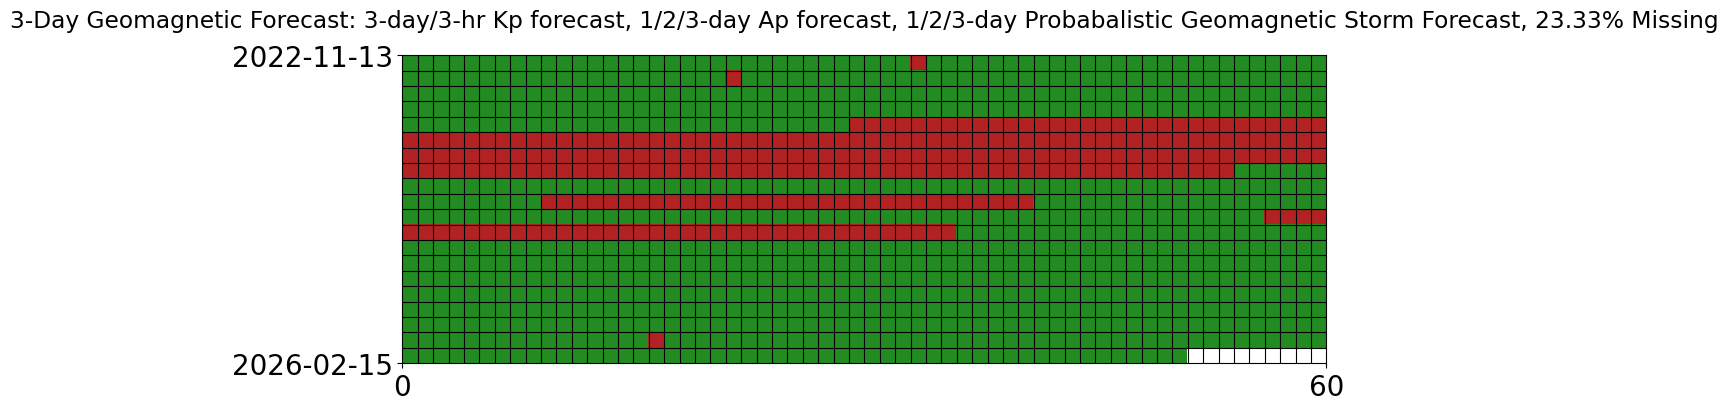 3-Day Geomagnetic Forecast: 3-day/3-hr Kp forecast, 1/2/3-day Ap forecast, 1/2/3-day Probabalistic Geomagnetic Storm Forecast, 23.33% Missing
2022-11-13
2026-02-15
0 60